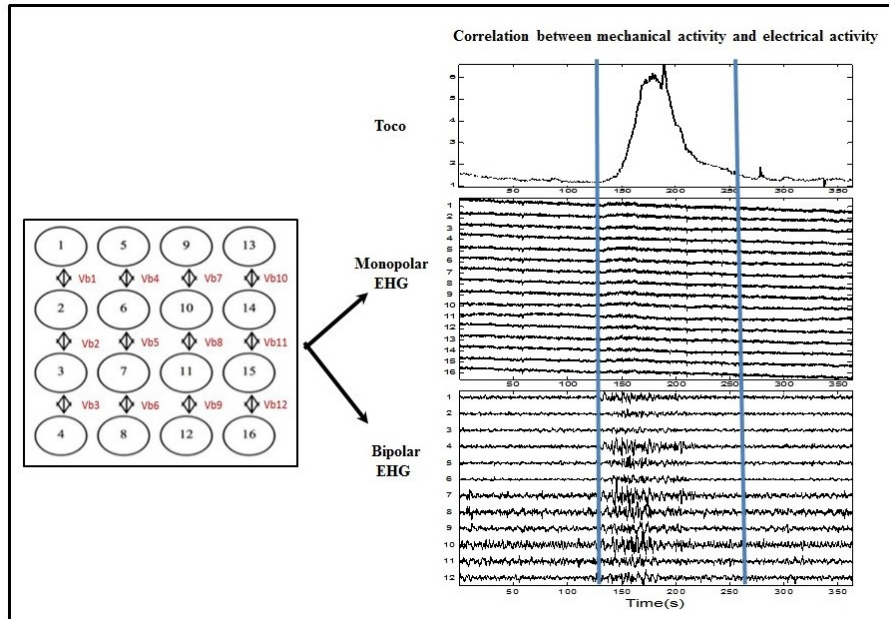 Correlation between mechanical activity and electrical activity
Toco
6
5
4
3
2
1
50 100 150 200 250 300 350
Monopolar
EHG
1
2
3
4
5
6
7
8
9
10
11
12
13
14
15
16
50 100 150 200 250 300 350
Bipolar
EHG
1
2
3
4
5
6
7
8
9
10
11
12
50 100 150 200 250 300 350
Time(s)
1 5 9 13
Vb1 Vb4 Vb7 Vb10
2 6 10 14
Vb2 Vb5 Vb8 Vb11
3 7 11 15
Vb3 Vb6 Vb9 Vb12
4 8 12 16